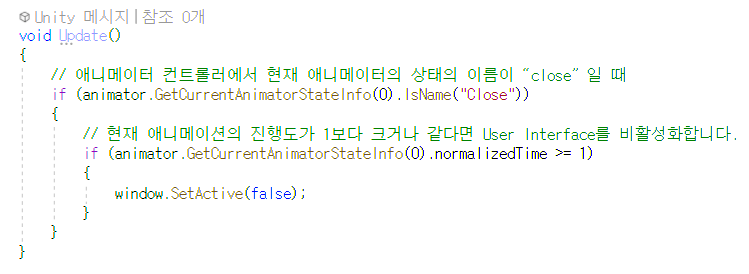 Unity 메시지 | 참조 0개
void Update()
{
// 애니메이터 컨트롤러에서 현재 애니메이터의 상태의 이름이 “close” 일 때
if (animator.GetCurrentAnimatorStateInfo(0).IsName("Close"))
{
// 현재 애니메이션의 진행도가 1보다 크거나 같다면 User Interface를 비활성화합니다.
if (animator.GetCurrentAnimatorStateInfo(0).normalizedTime >= 1)
{
window.SetActive(false);
}
}
}